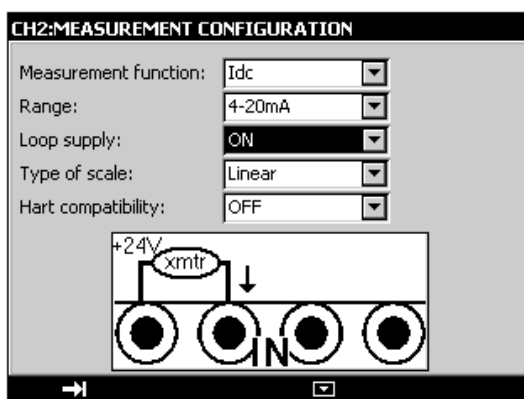 CH2:MEASUREMENT CONFIGURATION
Measurement function: Idc
Range: 4-20mA
Loop supply: ON
Type of scale: Linear
Hart compatibility: OFF
+24V
xmtr
IN